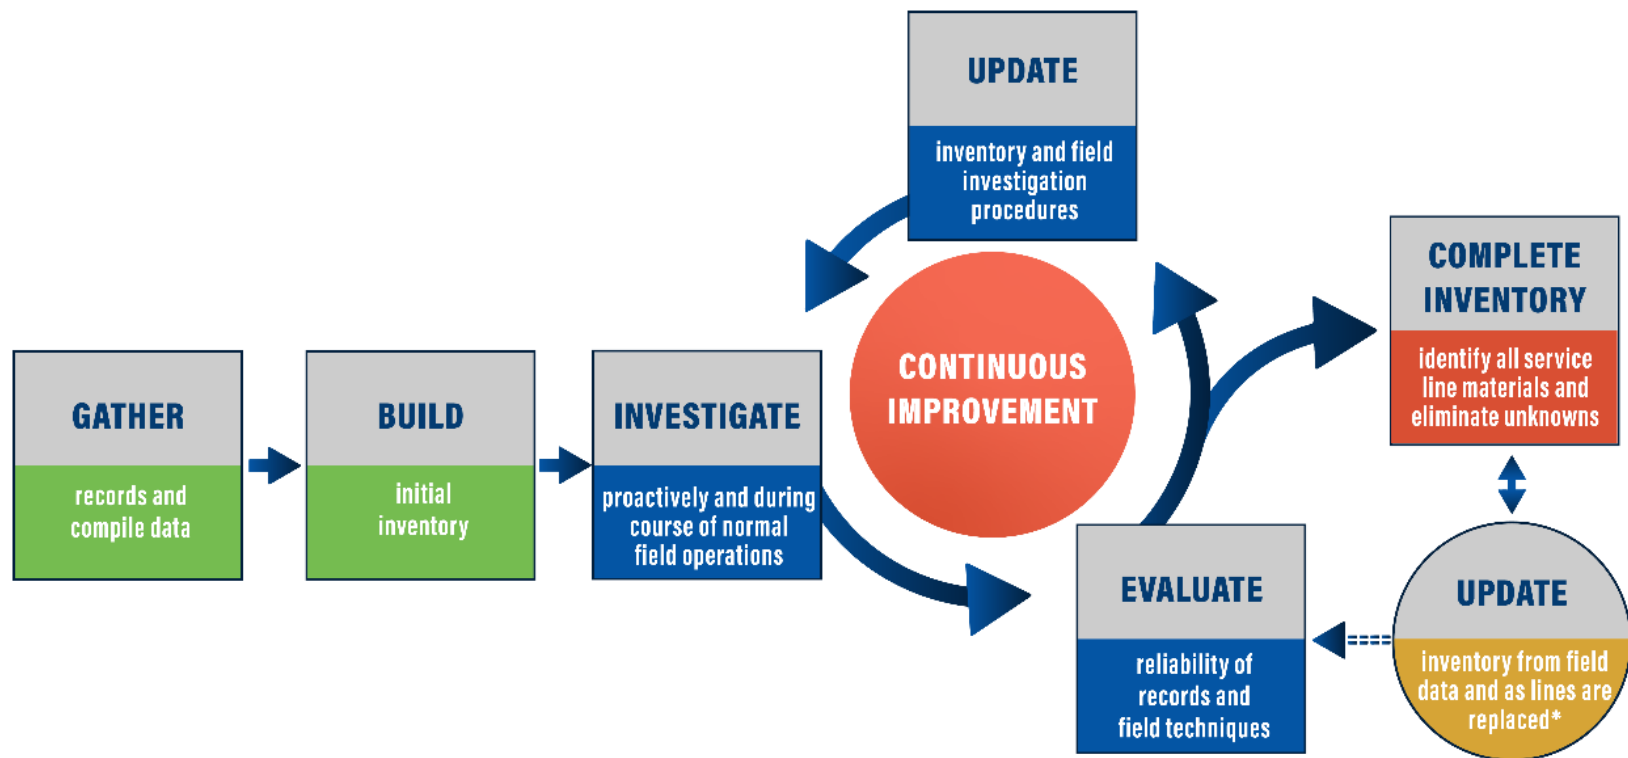 UPDATE
inventory and field
investigation
procedures
COMPLETE
INVENTORY
identify all service
line materials and
eliminate unknowns
CONTINUOUS
IMPROVEMENT
GATHER
records and
compile data
BUILD
initial
inventory
INVESTIGATE
proactively and during
course of normal
field operations
EVALUATE
reliability of
records and
field techniques
UPDATE
inventory from field
data and as lines are
replaced*